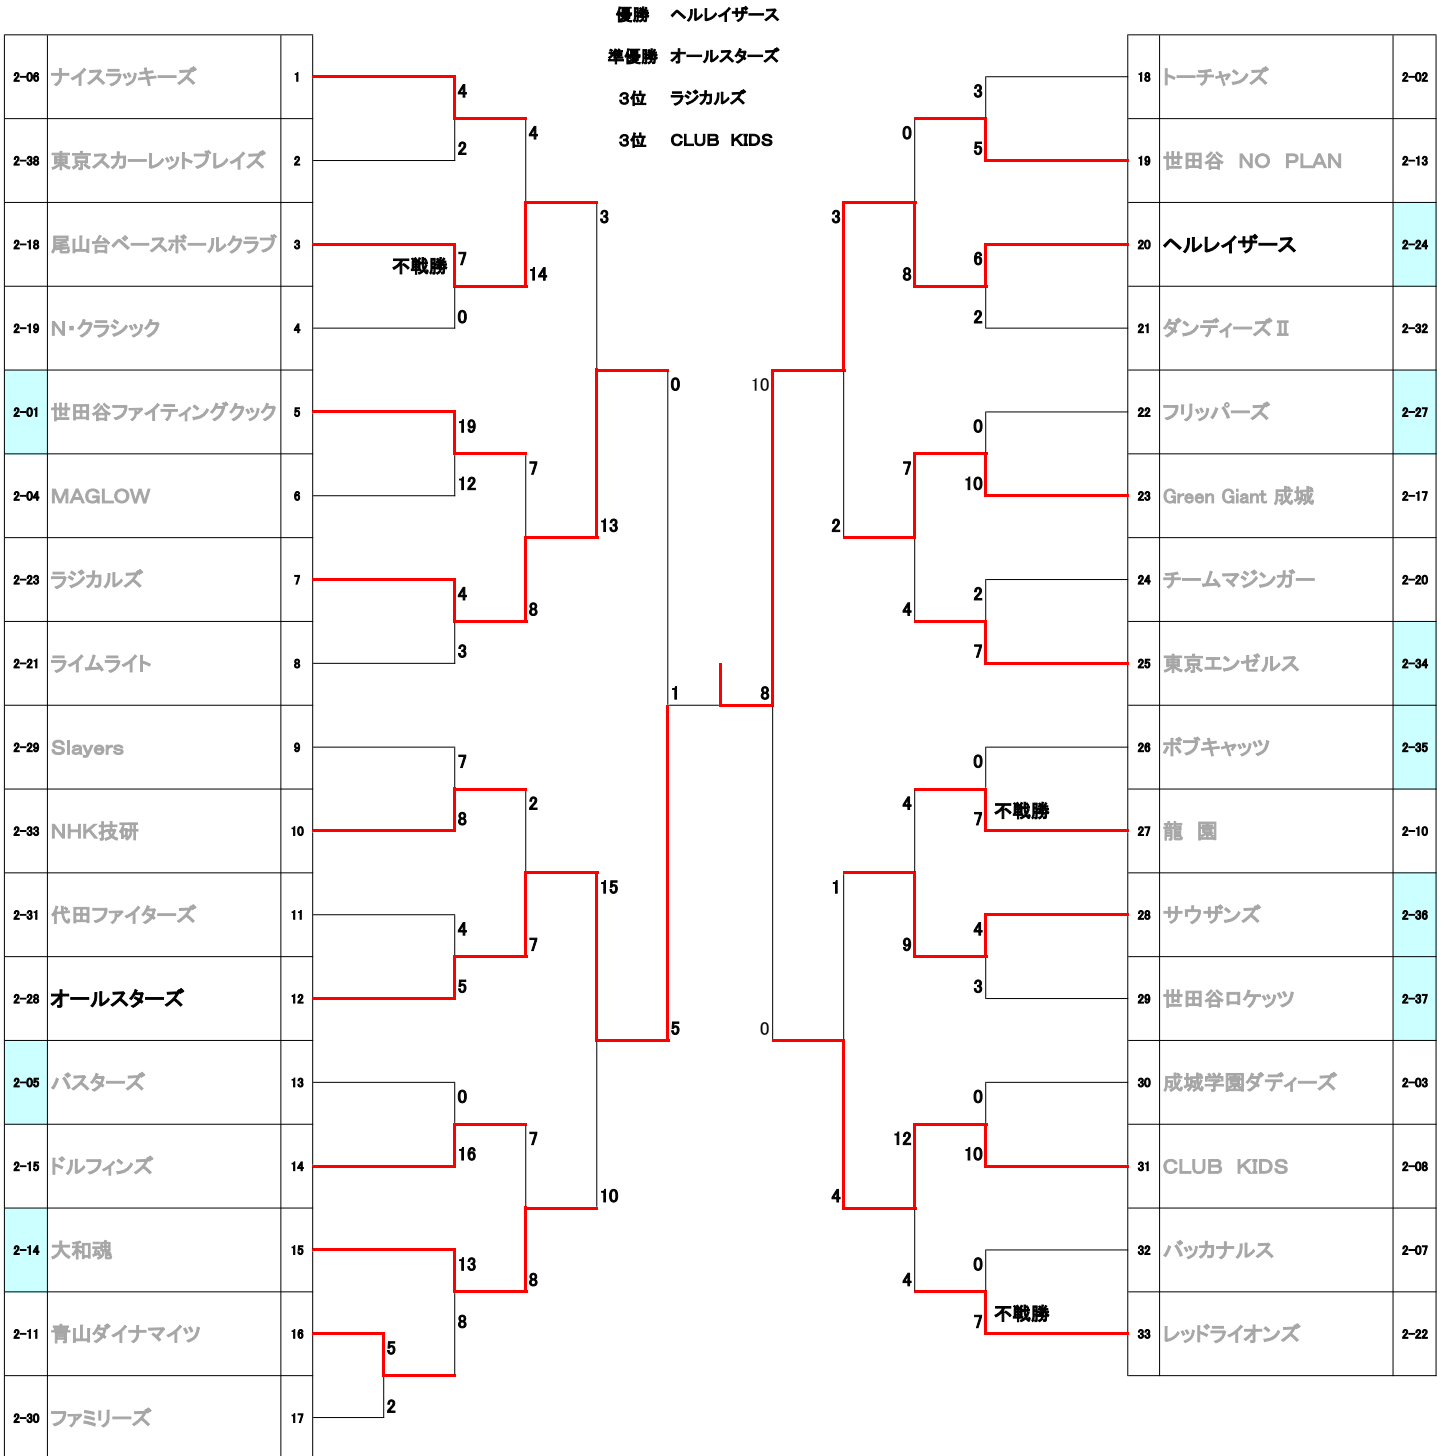 優勝 ヘルレイザース
準優勝 オールスターズ
3位 ラジカルズ
3位 CLUB KIDS
2-06 ナイスラッキーズ 1
2-38 東京スカーレットブレイズ 2
2-18 尾山台ベースボールクラブ 3
2-19 N・クラシック 4
2-01 世田谷ファイティングクック 5
2-04 MAGLOW 6
2-23 ラジカルズ 7
2-21 ライムライト 8
2-29 Slayers 9
2-33 NHK技研 10
2-31 代田ファイターズ 11
2-28 オールスターズ 12
2-05 バスターズ 13
2-15 ドルフィンズ 14
2-14 大和魂 15
2-11 青山ダイナマイツ 16
2-30 ファミリーズ 17
4
2
不戦勝 7
0
19
12
4
3
7
8
4
5
0
16
13
8
5
2
4
14
7
8
2
7
7
8
3
13
15
10
0
5
1
8
10
0
3
2
1
4
0
8
7
4
4
9
12
4
3
5
6
2
0
10
2
7
0
7 不戦勝
4
3
0
10
0
7 不戦勝
18 トーチャンズ 2-02
19 世田谷 NO PLAN 2-13
20 ヘルレイザース 2-24
21 ダンディーズⅡ 2-32
22 フリッパーズ 2-27
23 Green Giant 成城 2-17
24 チームマジンガー 2-20
25 東京エンゼルス 2-34
26 ボブキャッツ 2-35
27 龍 園 2-10
28 サウザンズ 2-36
29 世田谷ロケッツ 2-37
30 成城学園ダディーズ 2-03
31 CLUB KIDS 2-08
32 バッカナルス 2-07
33 レッドライオンズ 2-22